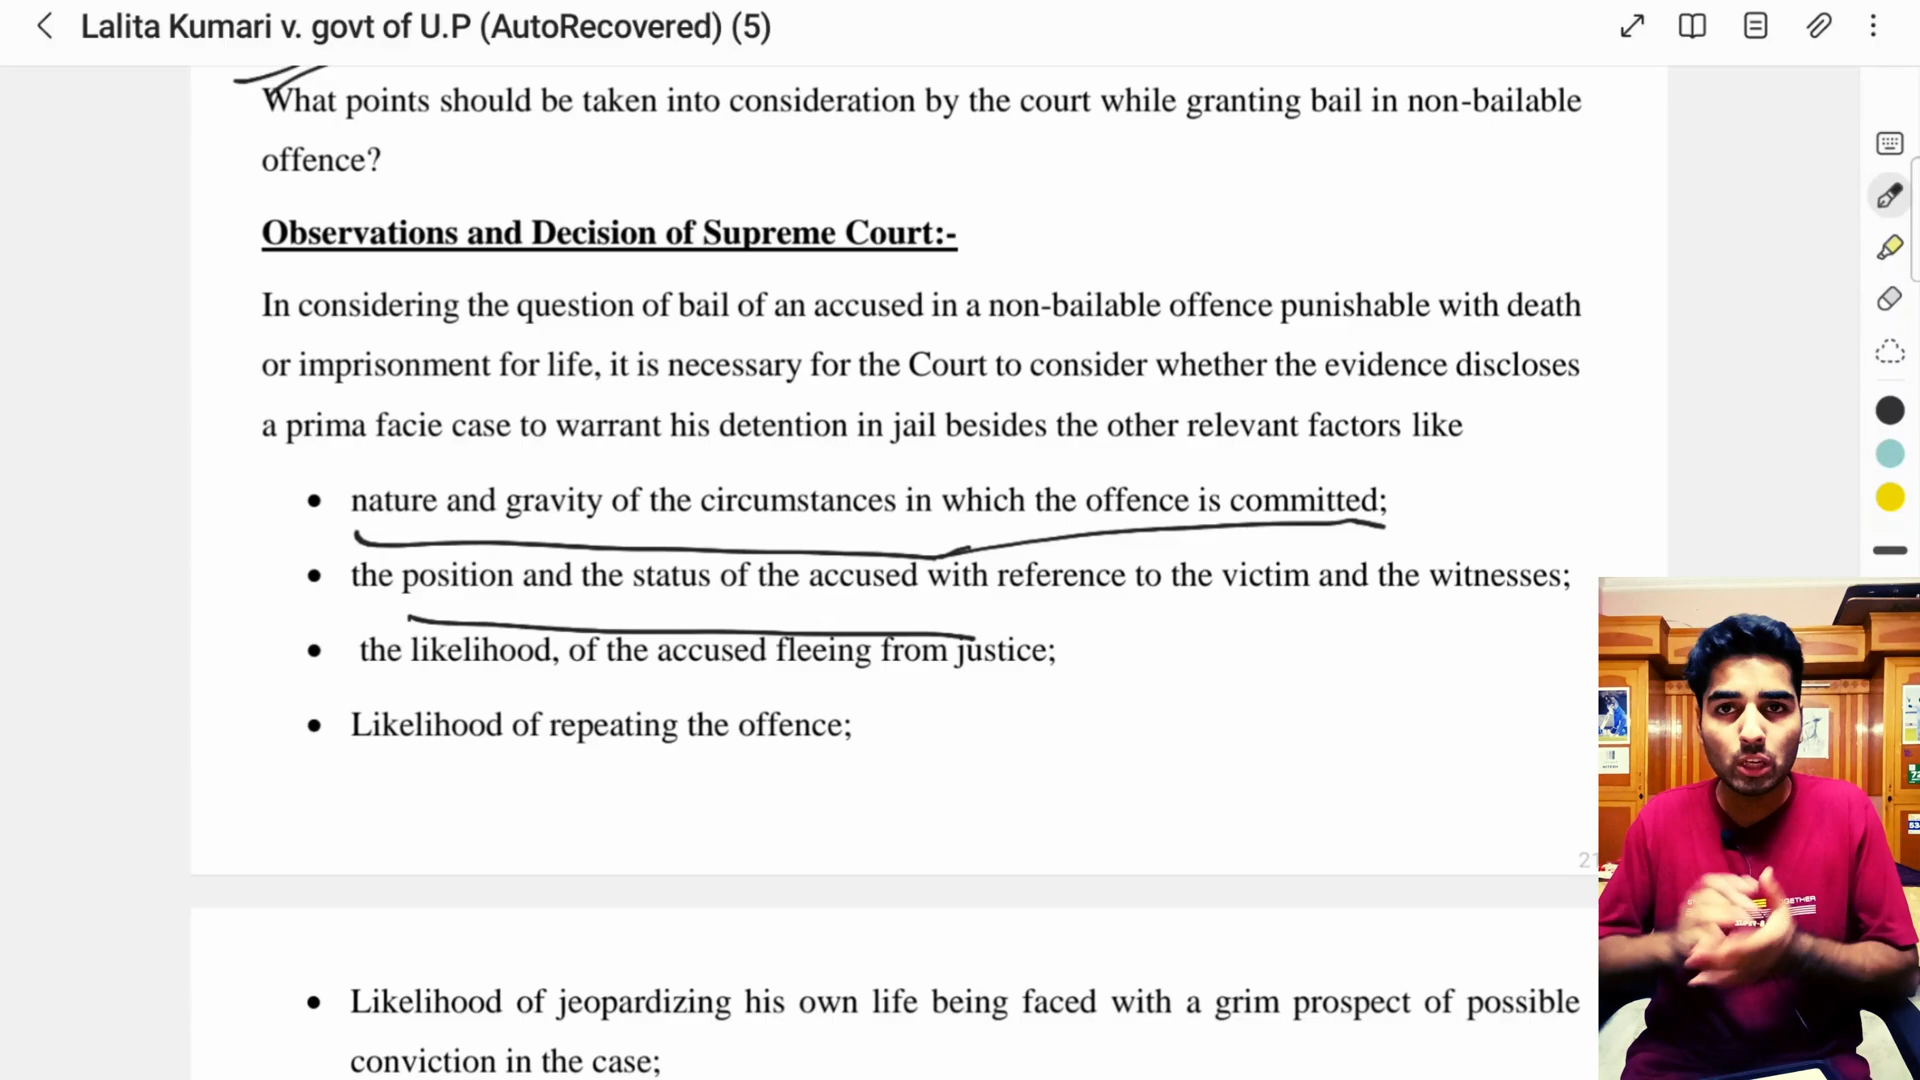 Lalita Kumari v. govt of U.P (AutoRecovered) (5)
What points should be taken into consideration by the court while granting bail in non-bailable
offence?
Observations and Decision of Supreme Court:-
In considering the question of bail of an accused in a non-bailable offence punishable with death
or imprisonment for life, it is necessary for the Court to consider whether the evidence discloses
a prima facie case to warrant his detention in jail besides the other relevant factors like
• nature and gravity of the circumstances in which the offence is committed;
• the position and the status of the accused with reference to the victim and the witnesses;
• the likelihood, of the accused fleeing from justice;
• Likelihood of repeating the offence;
• Likelihood of jeopardizing his own life being faced with a grim prospect of possible
conviction in the case;